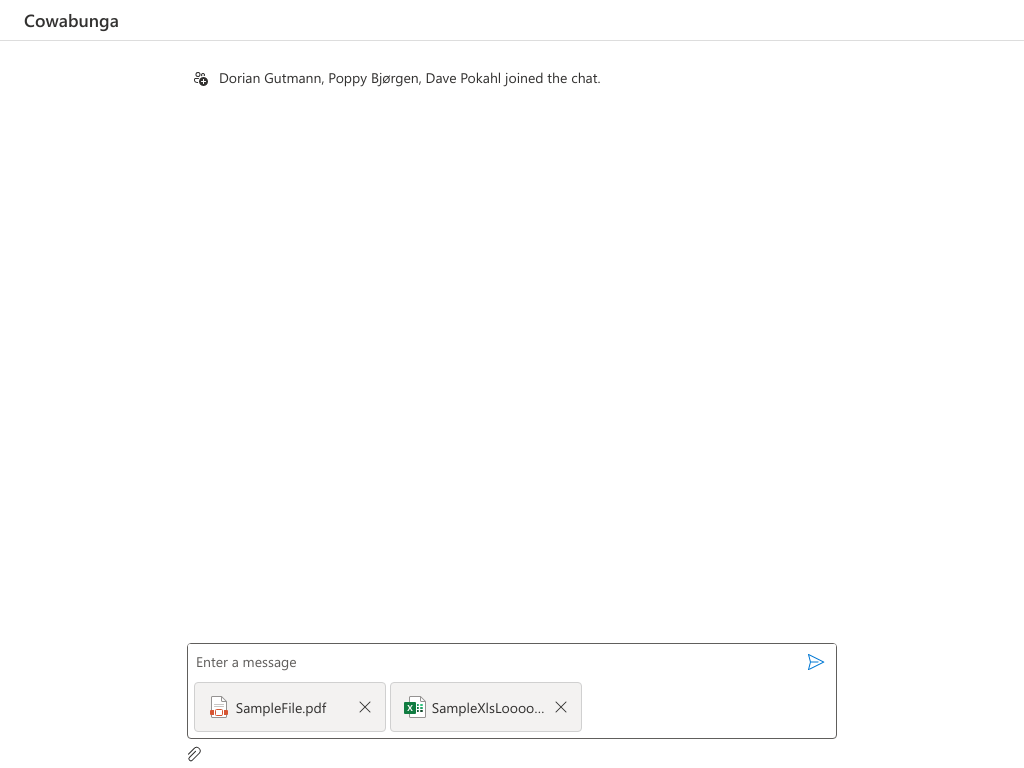 Cowabunga
Dorian Gutmann, Poppy Bjørgen, Dave Pokahl joined the chat.
Enter a message
SampleFile.pdf
SampleXlsLoooo...